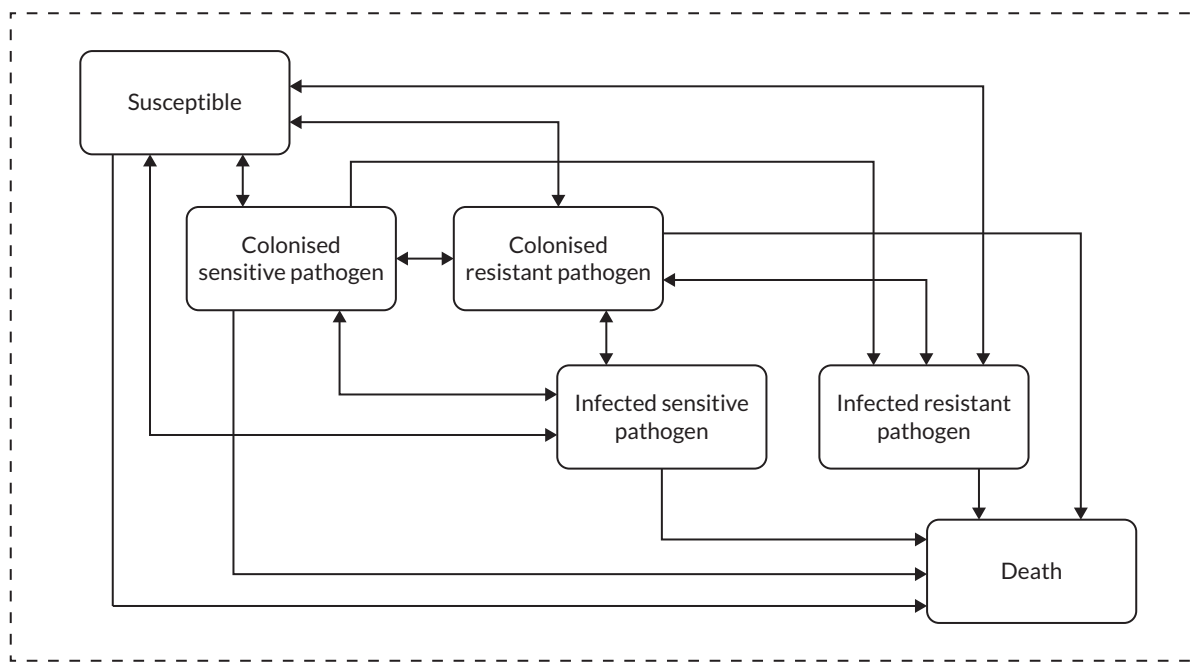 Susceptible
Colonised
sensitive pathogen
Colonised
resistant pathogen
Infected sensitive
pathogen
Infected resistant
pathogen
Death